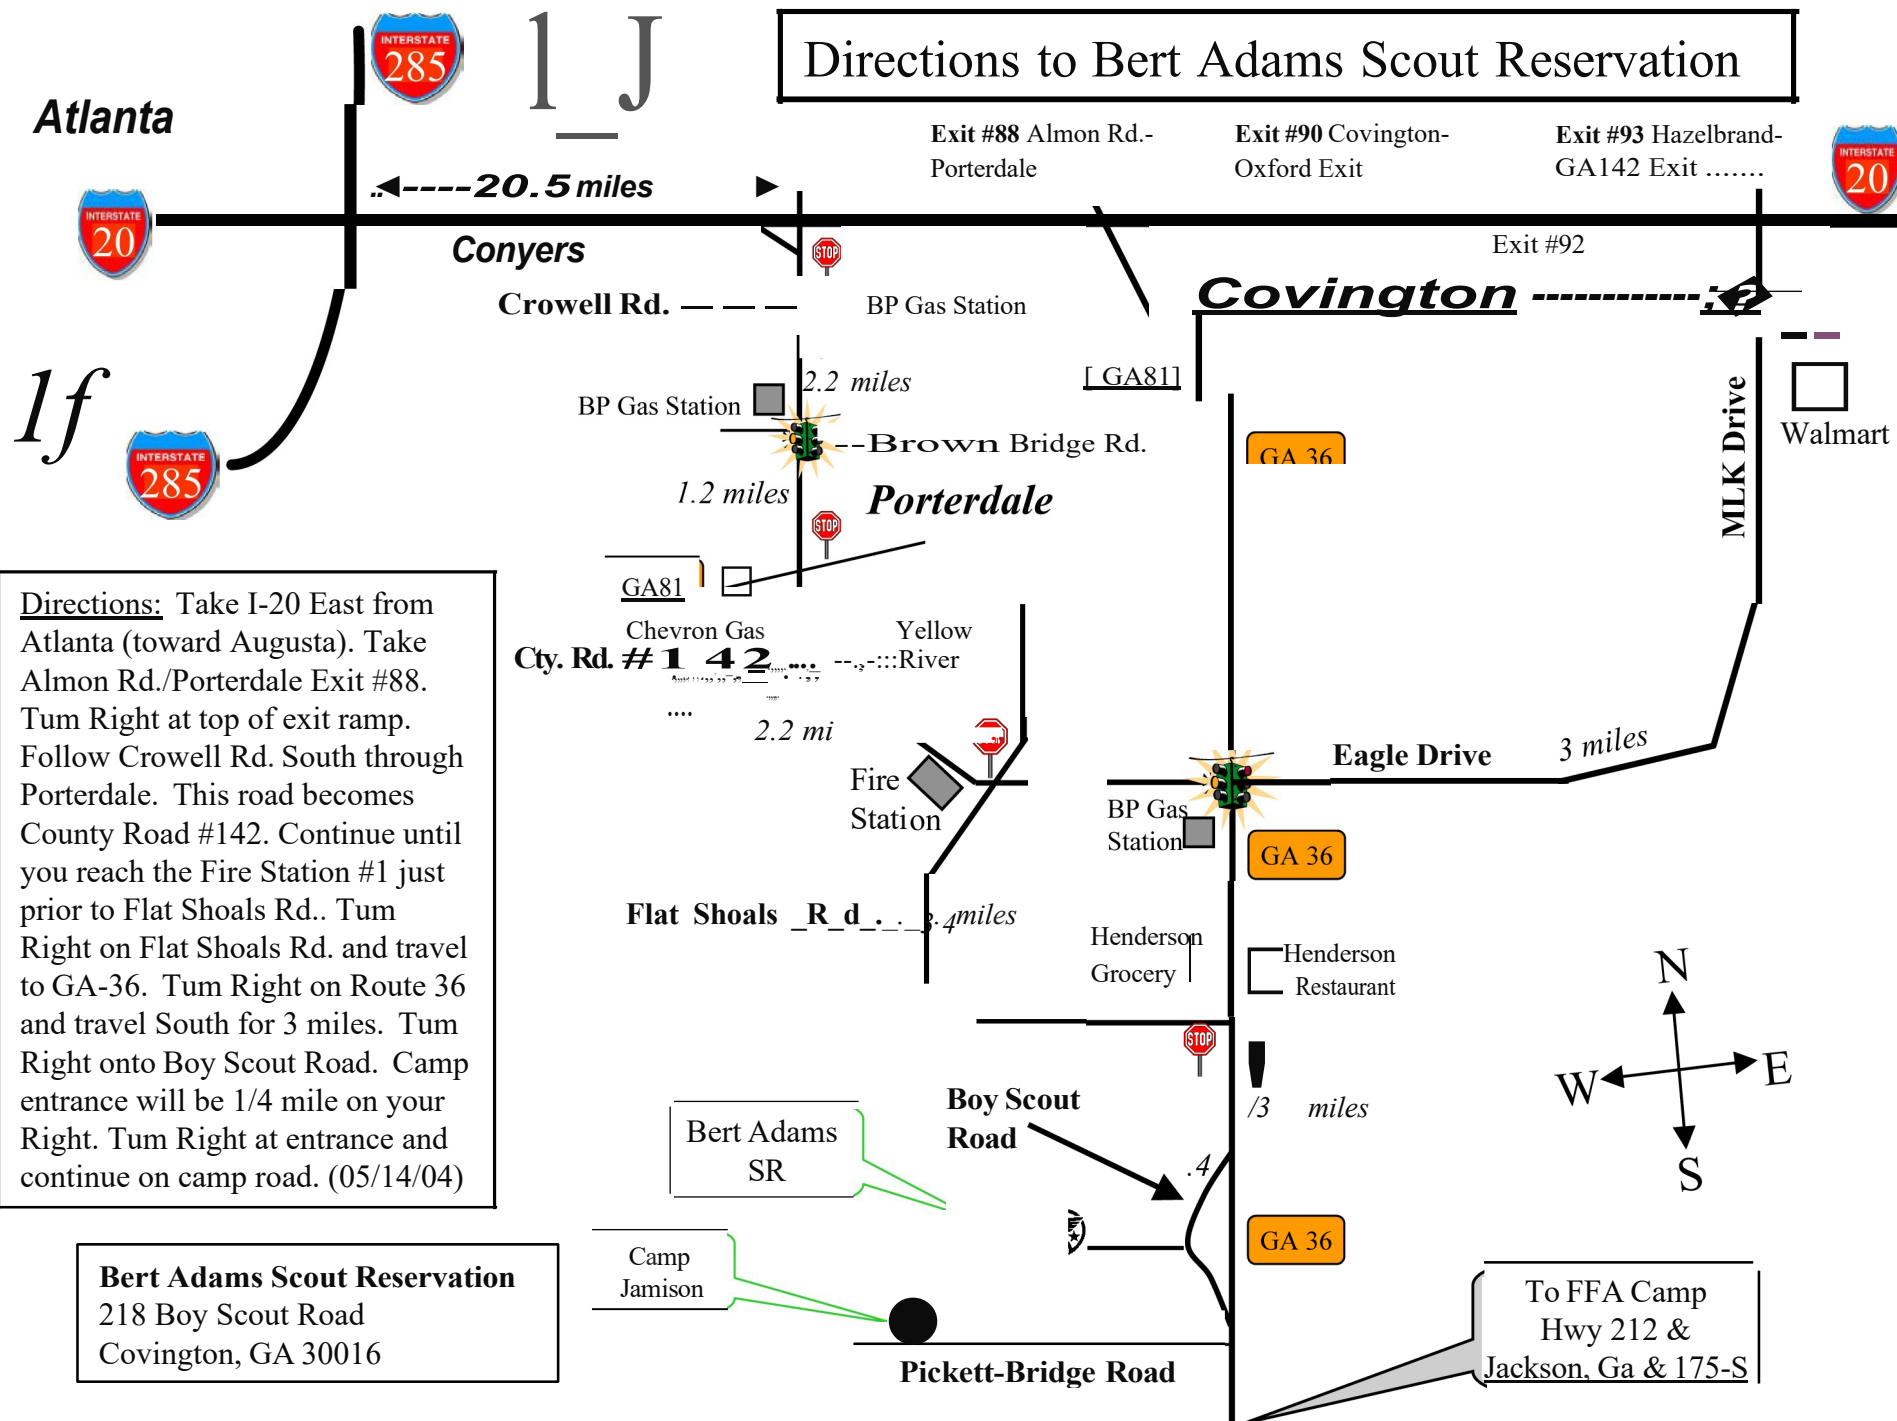 INTERSTATE
285
l_J
Directions to Bert Adams Scout Reservation
Atlanta
Exit #88 Almon Rd.-
Porterdale
Exit #90 Covington-
Oxford Exit
Exit #93 Hazelbrand-
GA142 Exit .......
INTERSTATE
20
----20.5 miles
INTERSTATE
20
Conyers
STOP
Exit #92
Crowell Rd. — — —
BP Gas Station
Covington
1f
2.2 miles
[ GA81]
BP Gas Station
Walmart
MLK Drive
--Brown Bridge Rd.
GA 36
INTERSTATE
285
1.2 miles
Porterdale
STOP
GA81
Directions: Take I-20 East from
Atlanta (toward Augusta). Take
Almon Rd./Porterdale Exit #88.
Tum Right at top of exit ramp.
Follow Crowell Rd. South through
Porterdale. This road becomes
County Road #142. Continue until
you reach the Fire Station #1 just
prior to Flat Shoals Rd.. Tum
Right on Flat Shoals Rd. and travel
to GA-36. Tum Right on Route 36
and travel South for 3 miles. Tum
Right onto Boy Scout Road. Camp
entrance will be 1/4 mile on your
Right. Tum Right at entrance and
continue on camp road. (05/14/04)
Chevron Gas
Yellow
Cty. Rd. #142
River
2.2 mi
Eagle Drive
3 miles
Fire
Station
BP Gas
Station
GA 36
Flat Shoals _R_d_.
3.4 miles
Henderson
Grocery
Henderson
Restaurant
N
W
E
S
STOP
/3 miles
Boy Scout
Road
Bert Adams
SR
.4
GA 36
Camp
Jamison
Bert Adams Scout Reservation
218 Boy Scout Road
Covington, GA 30016
To FFA Camp
Hwy 212 &
Jackson, Ga & 175-S
Pickett-Bridge Road